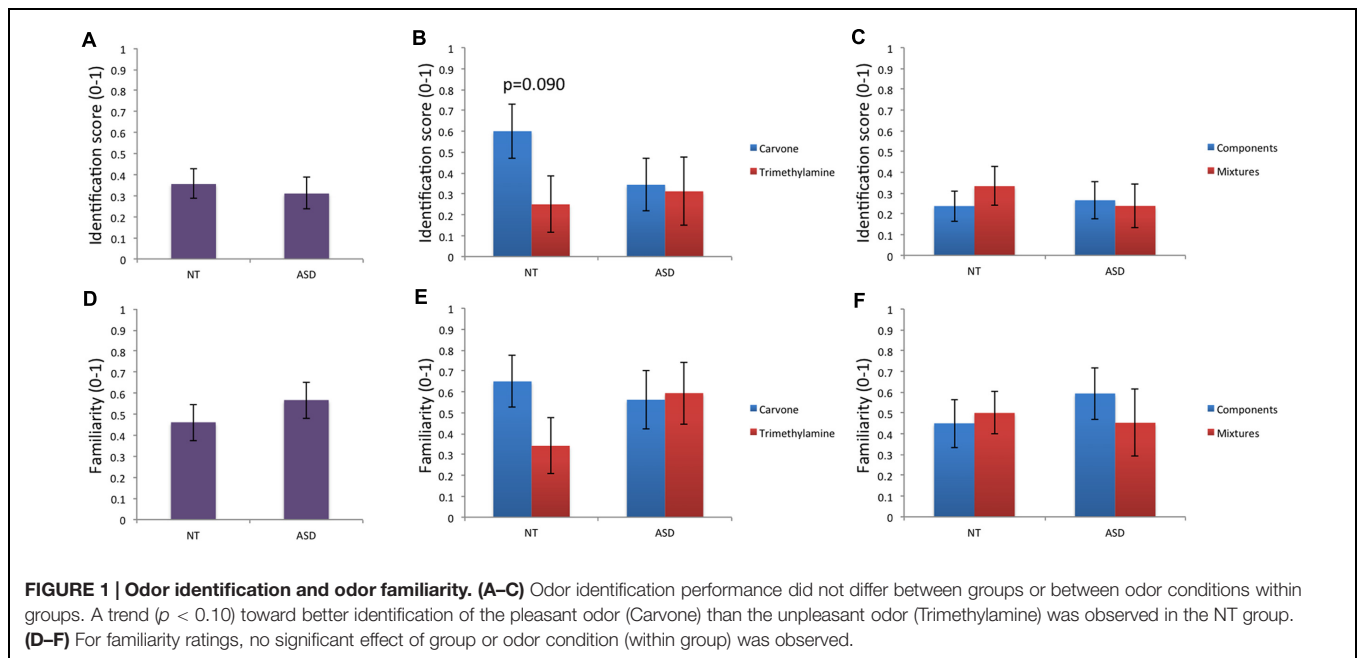 A
Identification score (0-1)
1
0.9
0.8
0.7
0.6
0.5
0.4
0.3
0.2
0.1
0
NT ASD
B
Identification score (0-1)
1
0.9
0.8
0.7
0.6
0.5
0.4
0.3
0.2
0.1
0
p=0.090
NT ASD
Carvone
Trimethylamine
C
Identification score (0-1)
1
0.9
0.8
0.7
0.6
0.5
0.4
0.3
0.2
0.1
0
NT ASD
Components
Mixtures
D
Familiarity (0-1)
1
0.9
0.8
0.7
0.6
0.5
0.4
0.3
0.2
0.1
0
NT ASD
E
Familiarity (0-1)
1
0.9
0.8
0.7
0.6
0.5
0.4
0.3
0.2
0.1
0
NT ASD
Carvone
Trimethylamine
F
Familiarity (0-1)
1
0.9
0.8
0.7
0.6
0.5
0.4
0.3
0.2
0.1
0
NT ASD
Components
Mixtures
FIGURE 1 | Odor identification and odor familiarity. (A–C) Odor identification performance did not differ between groups or between odor conditions within
groups. A trend (p < 0.10) toward better identification of the pleasant odor (Carvone) than the unpleasant odor (Trimethylamine) was observed in the NT group.
(D–F) For familiarity ratings, no significant effect of group or odor condition (within group) was observed.